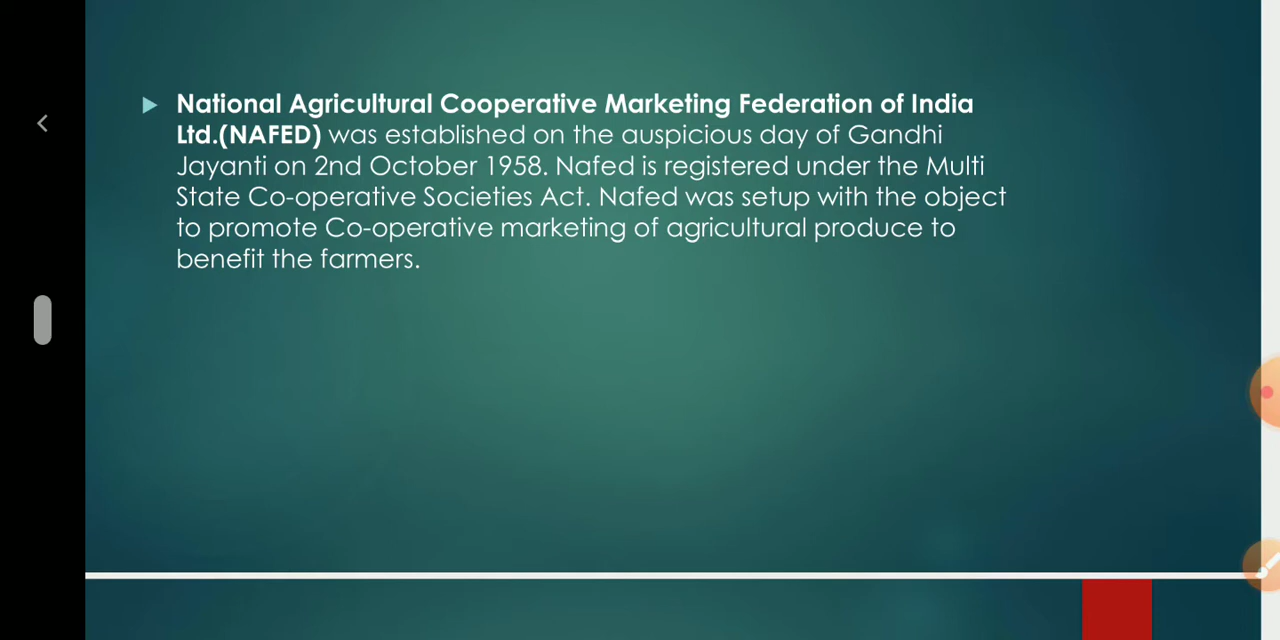 National Agricultural Cooperative Marketing Federation of India
Ltd.(NAFED) was established on the auspicious day of Gandhi
Jayanti on 2nd October 1958. Nafed is registered under the Multi
State Co-operative Societies Act. Nafed was setup with the object
to promote Co-operative marketing of agricultural produce to
benefit the farmers.